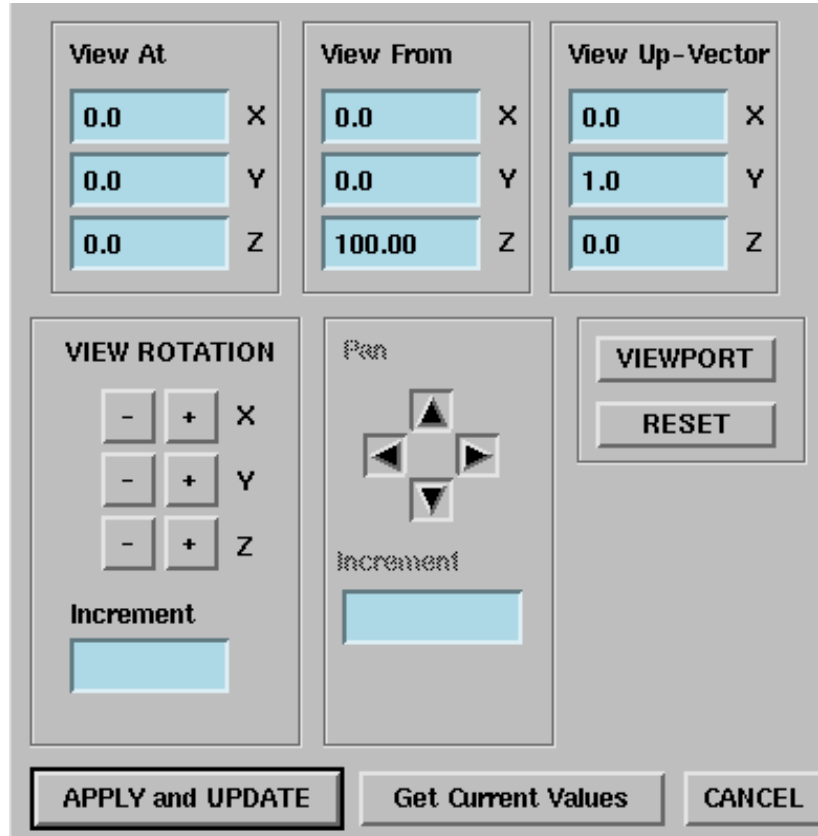 View At
View From
View Up-Vector
0.0 X
0.0 X
0.0 X
0.0 Y
0.0 Y
1.0 Y
0.0 Z
100.00 Z
0.0 Z
VIEW ROTATION
- + X
- + Y
- + Z
Increment
Pan
Increment
VIEWPORT
RESET
APPLY and UPDATE
Get Current Values
CANCEL